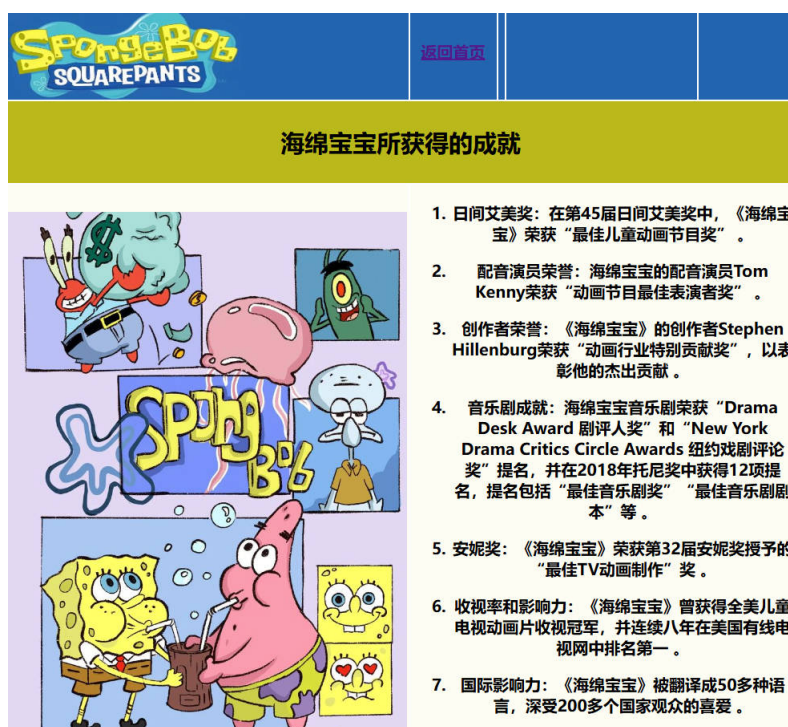 SpongeBob
SQUAREPANTS
返回首页
海绵宝宝所获得的成就
SpongBob
1. 日间艾美奖：在第45届日间艾美奖中，《海绵宝
宝》荣获“最佳儿童动画节目奖” 。
2. 配音演员荣誉：海绵宝宝的配音演员Tom
Kenny荣获“动画节目最佳表演者奖” 。
3. 创作者荣誉：《海绵宝宝》的创作者Stephen
Hillenburg荣获“动画行业特别贡献奖”，以表
彰他的杰出贡献 。
4. 音乐剧成就：海绵宝宝音乐剧荣获“Drama
Desk Award 剧评人奖”和“New York
Drama Critics Circle Awards 纽约戏剧评论
奖”提名，并在2018年托尼奖中获得12项提
名，提名包括“最佳音乐剧奖” “最佳音乐剧剧
本”等 。
5. 安妮奖：《海绵宝宝》荣获第32届安妮奖授予的
“最佳TV动画制作”奖 。
6. 收视率和影响力：《海绵宝宝》曾获得全美儿童
电视动画片收视冠军，并连续八年在美国有线电
视网中排名第一 。
7. 国际影响力：《海绵宝宝》被翻译成50多种语
言，深受200多个国家观众的喜爱 。